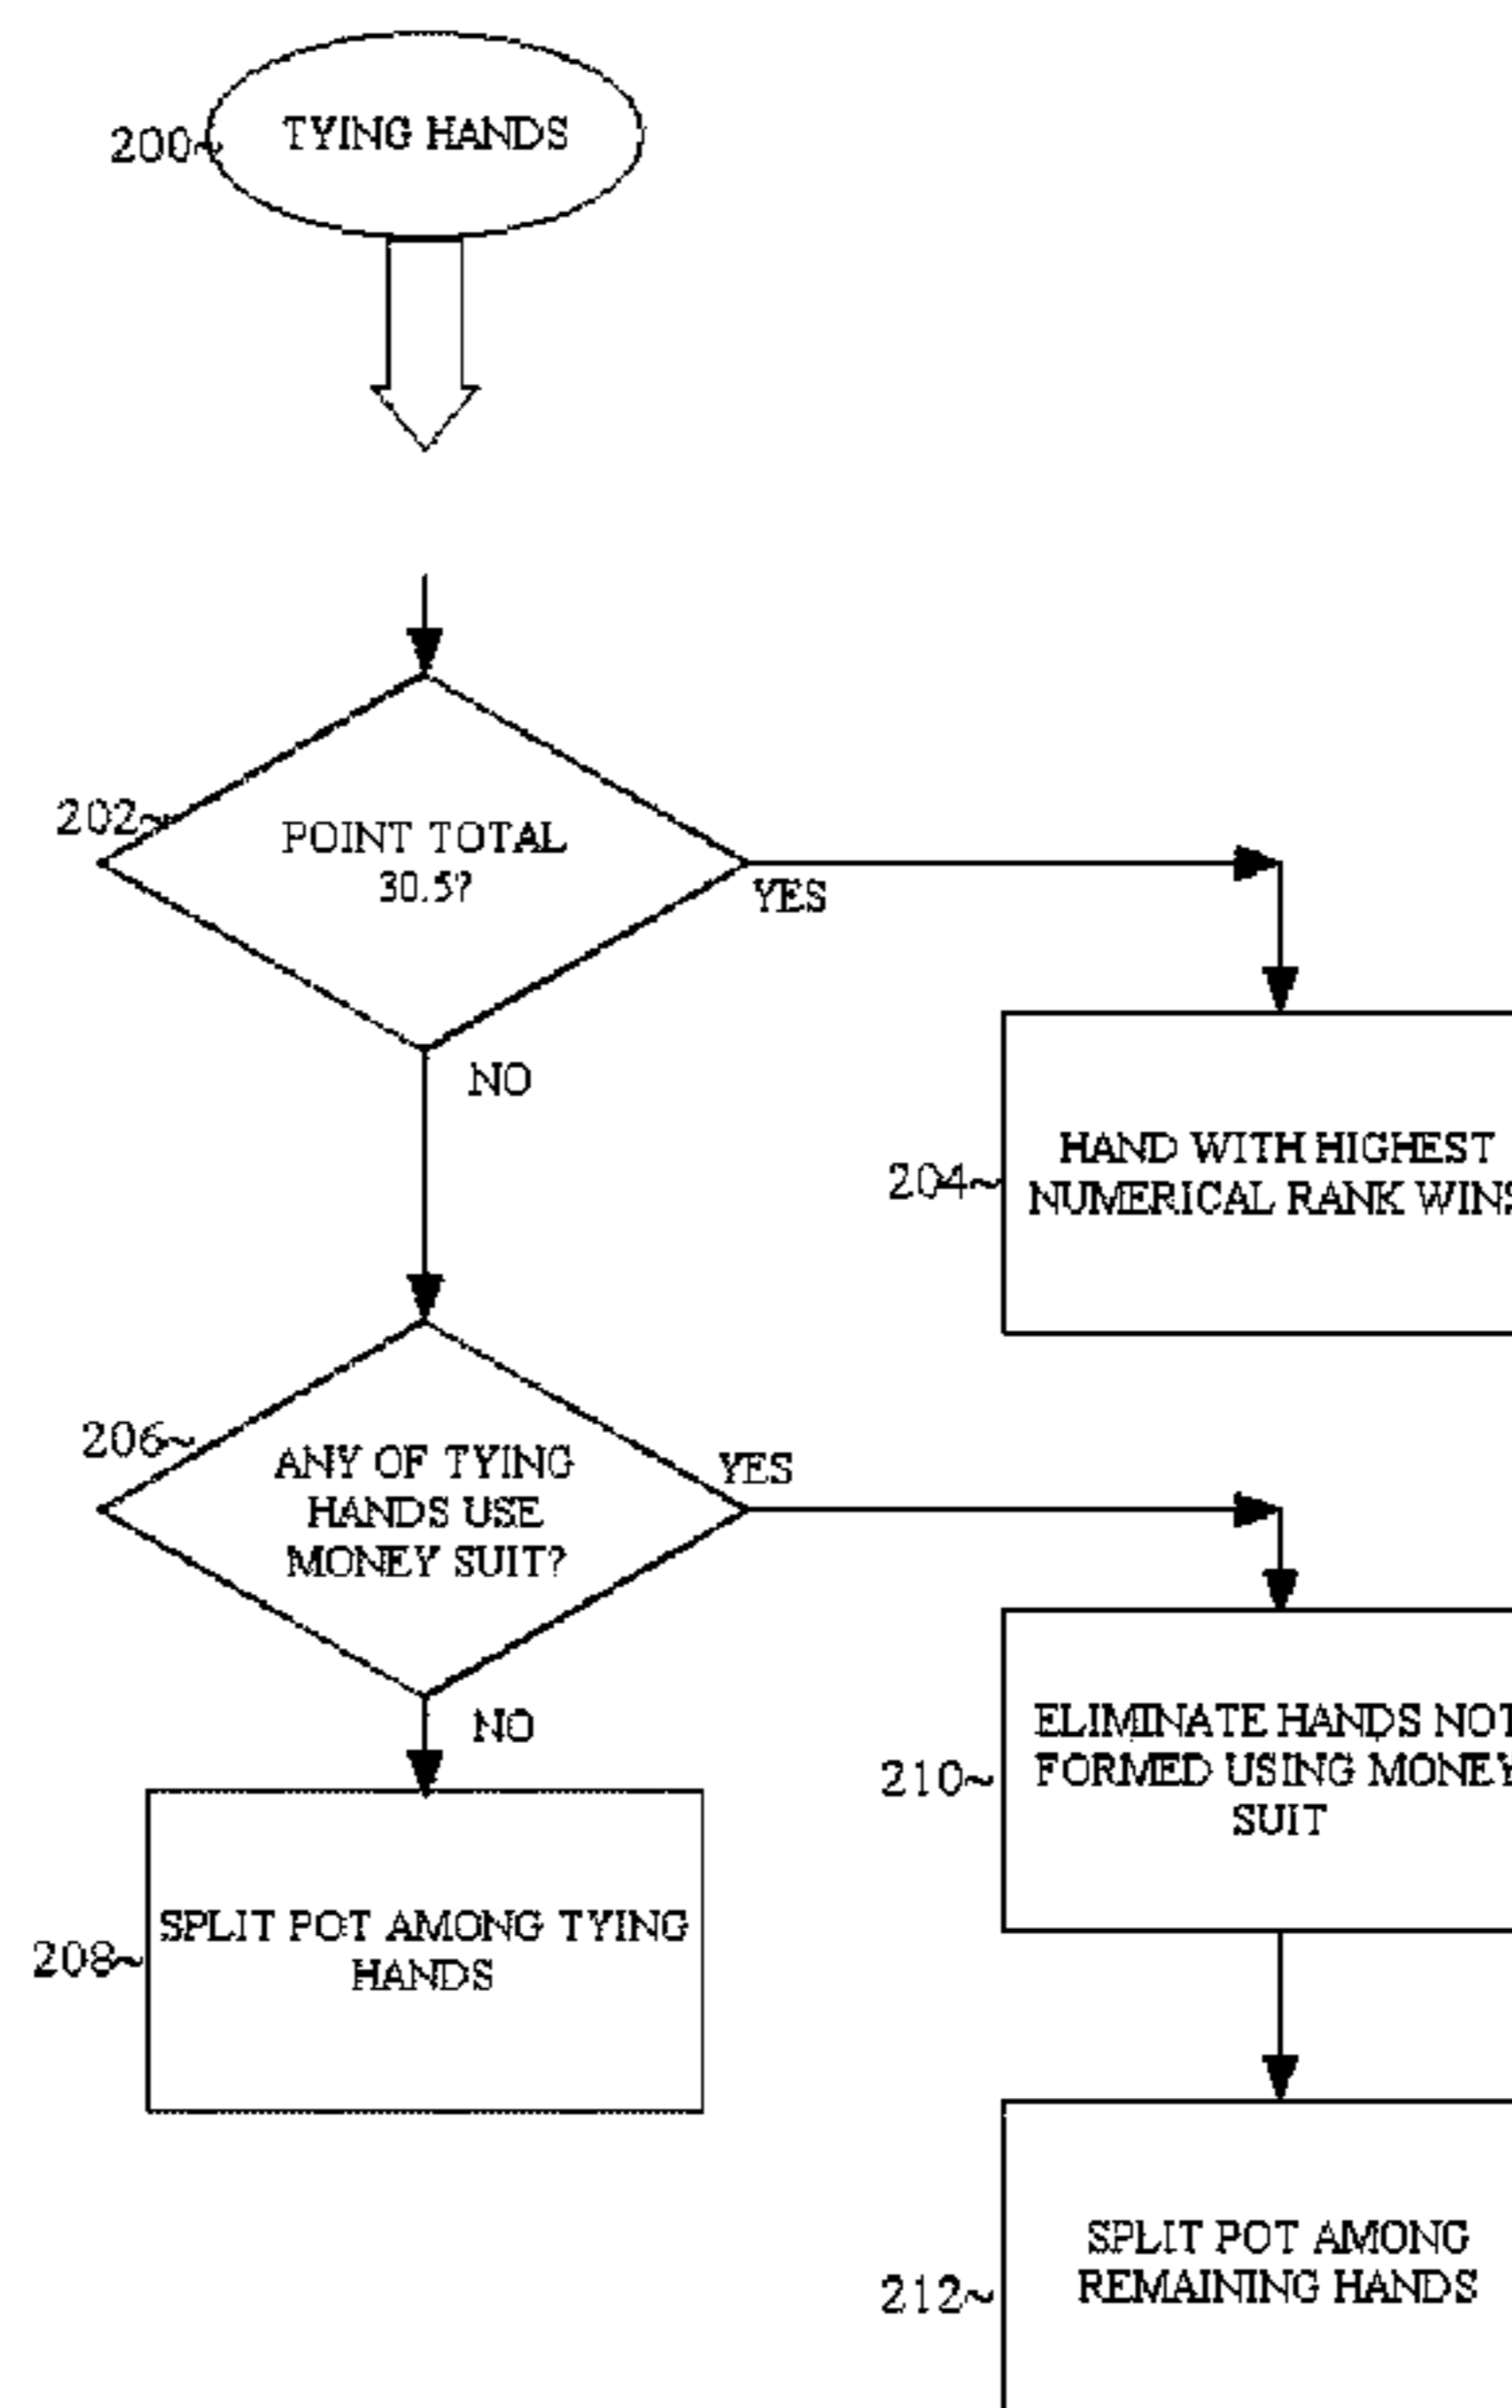 200~
TYING HANDS
202~
POINT TOTAL
30.5?
YES
NO
204~
HAND WITH HIGHEST
NUMERICAL RANK WINS
206~
ANY OF TYING
HANDS USE
MONEY SUIT?
YES
NO
210~
ELIMINATE HANDS NOT
FORMED USING MONEY
SUIT
208~
SPLIT POT AMONG TYING
HANDS
212~
SPLIT POT AMONG
REMAINING HANDS